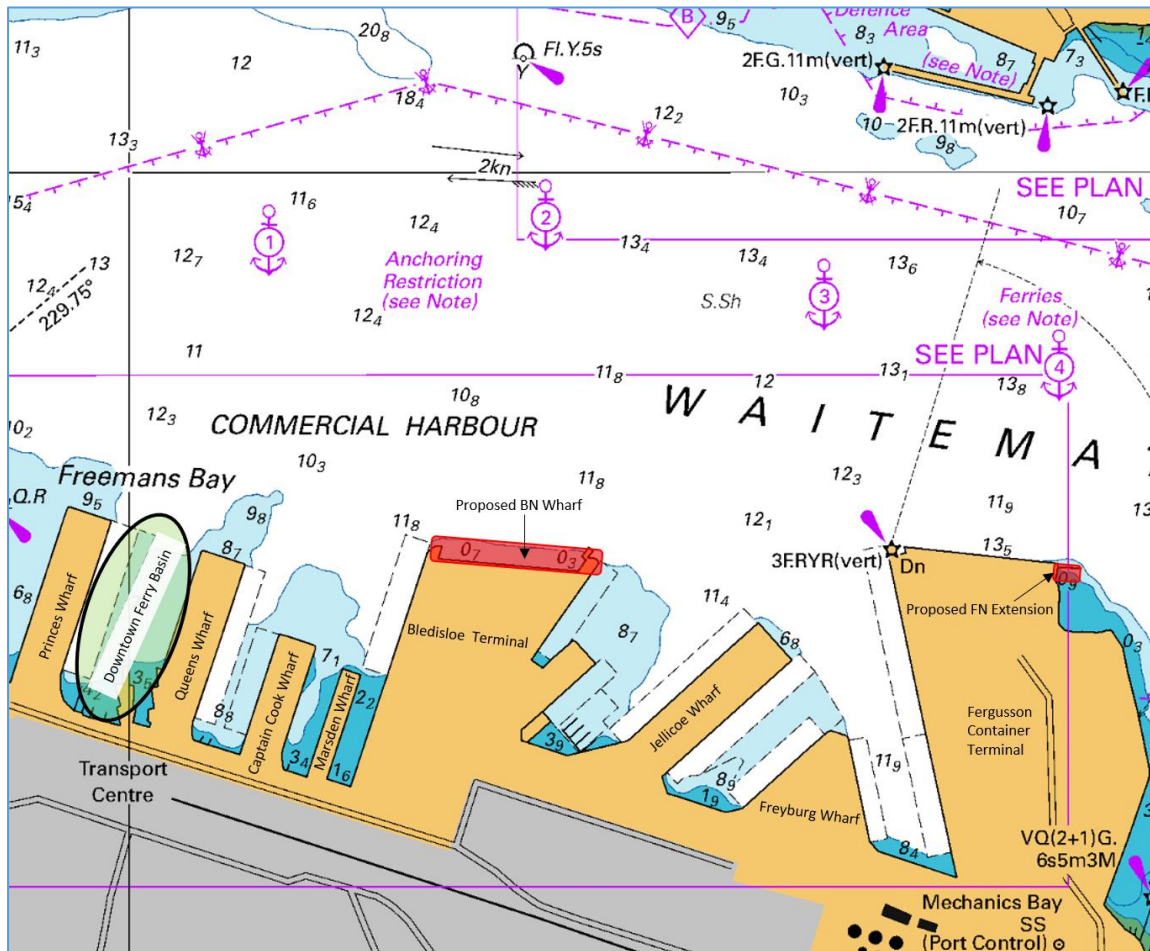 Defence
Area
(see Note)
B
9₅
8₃
8₇
7₃
11₃
12
20₈
Fl.Y.5s
Y
2F.G.11m(vert)
10₃
18₄
12₂
10
2F.R.11m(vert)
9₈
13₃
2kn
SEE PLAN
15₄
11₆
1
2
12₄
13₄
10₇
12₇
Anchoring
Restriction
(see Note)
13₄
13₆
13
12₄
229.75°
12₄
S.Sh
3
Ferries
(see Note)
11
SEE PLAN
4
11₈
12
13₁
13₈
10₈
12₃
COMMERCIAL HARBOUR
WAITEMA
10₂
10₃
12₃
Freemans Bay
11₈
11₉
13
Q.R
9₅
9₈
Proposed BN Wharf
11₈
12₁
8₇
0₇
0₃
3F.RYR(vert)
Dn
13₅
0₉
Proposed FN Extension
6₈
Princes Wharf
Downtown Ferry Basin
Queens Wharf
3₅
8₈
Captain Cook Wharf
7₁
3₄
Marsden Wharf
2₂
1₆
Bledisloe Terminal
8₇
3₉
11₄
6₈
Jellicoe Wharf
8₉
1₉
Freyburg Wharf
11₉
8₄
0₃
Fergusson
Container
Terminal
Transport
Centre
VQ(2+1)G.
6s5m3M
Mechanics Bay
SS
(Port Control)